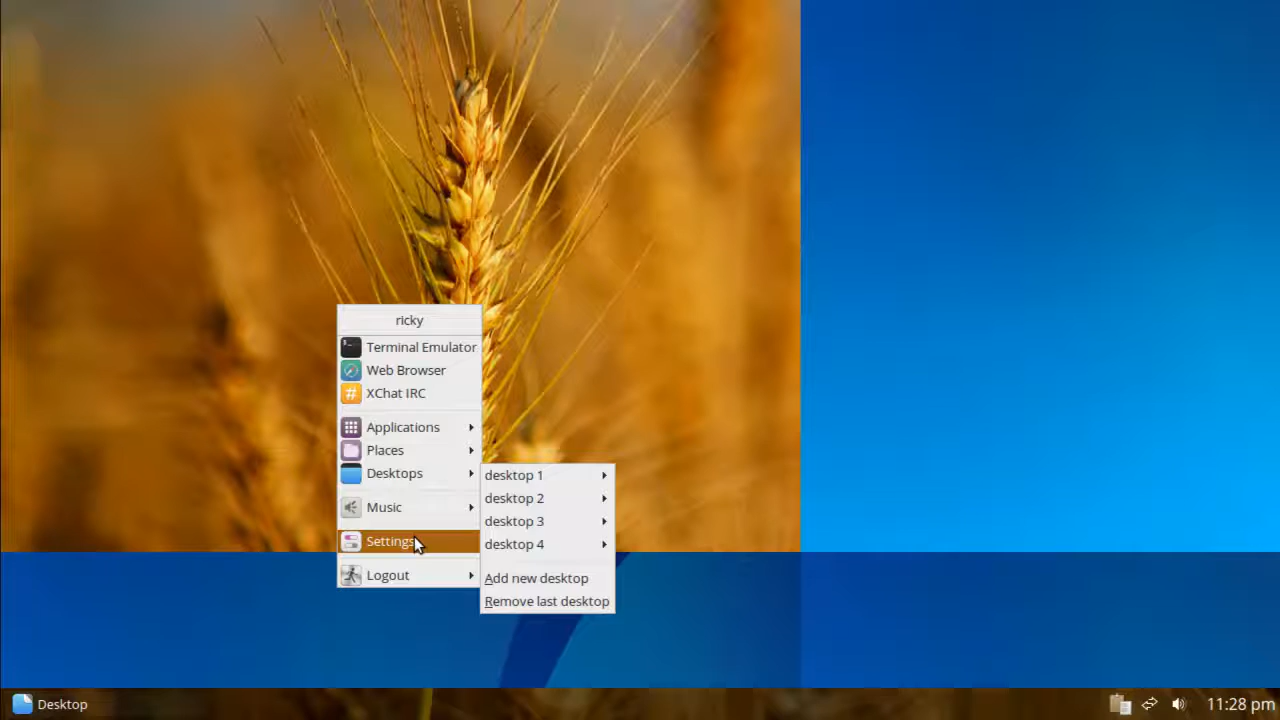 ricky
Terminal Emulator
Web Browser
XChat IRC
Applications
Places
Desktops
desktop 1
desktop 2
desktop 3
desktop 4
Add new desktop
Remove last desktop
Music
Settings
Logout
Desktop
11:28 pm